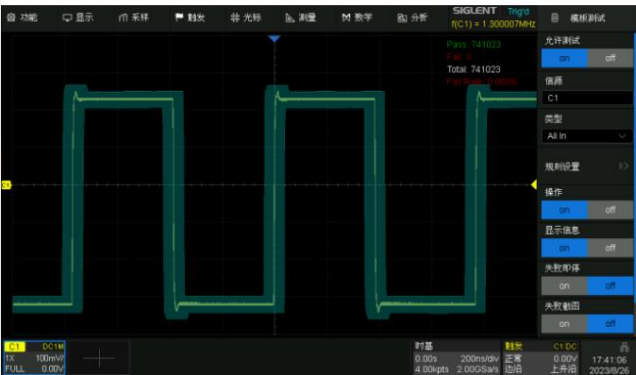 功能 显示 采样 触发 光标 测量 数学 分析
SIGLENT Trig'd
f(C1) = 1.300007MHz
模板测试
Pass: 741023
Fail: 0
Total: 741023
Fail Rate: 0.000%
允许测试
on off
信源
C1
类型
All In
规则设置
操作
on off
显示信息
on off
失败即停
on off
失败截图
on off
C1
C1 DC1M
1X 100mV/
FULL 0.00V
时基
0.00s 200ns/div
4.00kpts 2.00GSa/s
触发 C1 DC
正常 0.00V
边沿 上升沿
17:41:06
2023/8/26